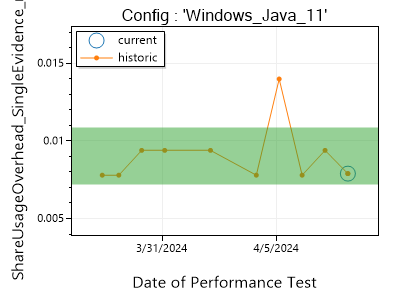 Config : 'Windows_Java_11'
current
historic
0.015
0.01
0.005
3/31/2024
4/5/2024
Date of Performance Test
ShareUsageOverhead_SingleEvidence_